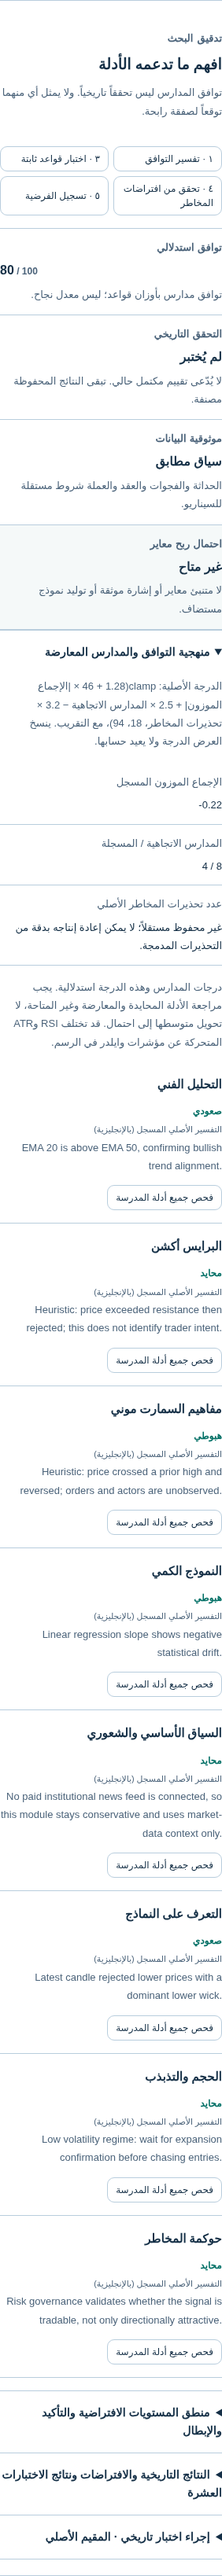 تدقيق البحث
افهم ما تدعمه الأدلة
توافق المدارس ليس تحققاً تاريخياً. ولا يمثل أي منهما
توقعاً لصفقة رابحة.
١ · تفسير التوافق
٣ · اختبار قواعد ثابتة
٤ · تحقق من افتراضات
المخاطر
٥ · تسجيل الفرضية
توافق استدلالي
80 / 100
توافق مدارس بأوزان قواعد؛ ليس معدل نجاح.
التحقق التاريخي
لم يُختبر
لا يُدّعى تقييم مكتمل حالي. تبقى النتائج المحفوظة
مصنفة.
موثوقية البيانات
سياق مطابق
الحداثة والفجوات والعقد والعملة شروط مستقلة
للسيناريو.
احتمال ربح معاير
غير متاح
لا متنبئ معاير أو إشارة موثقة أو توليد نموذج
مستضاف.
▼ منهجية التوافق والمدارس المعارضة
الدرجة الأصلية: clamp(1.28 + 46 × |الإجماع
الموزون| + 2.5 × المدارس الاتجاهية − 3.2 ×
تحذيرات المخاطر، 18، 94)، مع التقريب. ينسخ
العرض الدرجة ولا يعيد حسابها.
الإجماع الموزون المسجل
-0.22
المدارس الاتجاهية / المسجلة
4 / 8
عدد تحذيرات المخاطر الأصلي
غير محفوظ مستقلاً؛ لا يمكن إعادة إنتاجه بدقة من
التحذيرات المدمجة.
درجات المدارس وهذه الدرجة استدلالية. يجب
مراجعة الأدلة المحايدة والمعارضة وغير المتاحة، لا
تحويل متوسطها إلى احتمال. قد تختلف RSI وATR
المتحركة عن مؤشرات وايلدر في الرسم.
التحليل الفني
صعودي
التفسير الأصلي المسجل (بالإنجليزية)
EMA 20 is above EMA 50, confirming bullish
trend alignment.
فحص جميع أدلة المدرسة
البرايس أكشن
محايد
التفسير الأصلي المسجل (بالإنجليزية)
Heuristic: price exceeded resistance then
rejected; this does not identify trader intent.
فحص جميع أدلة المدرسة
مفاهيم السمارت موني
هبوطي
التفسير الأصلي المسجل (بالإنجليزية)
Heuristic: price crossed a prior high and
reversed; orders and actors are unobserved.
فحص جميع أدلة المدرسة
النموذج الكمي
هبوطي
التفسير الأصلي المسجل (بالإنجليزية)
Linear regression slope shows negative
statistical drift.
فحص جميع أدلة المدرسة
السياق الأساسي والشعوري
محايد
التفسير الأصلي المسجل (بالإنجليزية)
No paid institutional news feed is connected, so
this module stays conservative and uses market-
data context only.
فحص جميع أدلة المدرسة
التعرف على النماذج
صعودي
التفسير الأصلي المسجل (بالإنجليزية)
Latest candle rejected lower prices with a
dominant lower wick.
فحص جميع أدلة المدرسة
الحجم والتذبذب
محايد
التفسير الأصلي المسجل (بالإنجليزية)
Low volatility regime: wait for expansion
confirmation before chasing entries.
فحص جميع أدلة المدرسة
حوكمة المخاطر
محايد
التفسير الأصلي المسجل (بالإنجليزية)
Risk governance validates whether the signal is
tradable, not only directionally attractive.
فحص جميع أدلة المدرسة
◀ منطق المستويات الافتراضية والتأكيد
والإبطال
◀ النتائج التاريخية والافتراضات ونتائج الاختبارات
العشرة
◀ إجراء اختبار تاريخي · المقيم الأصلي